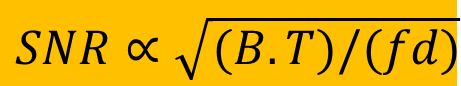 SNR ∝ √(B.T)/(fd)